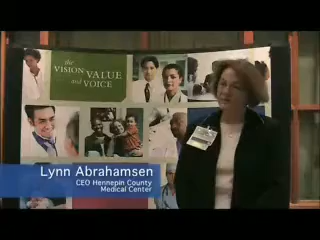 the
VISION VALUE
and VOICE
Lynn Abrahamsen
CEO Hennepin County
Medical Center